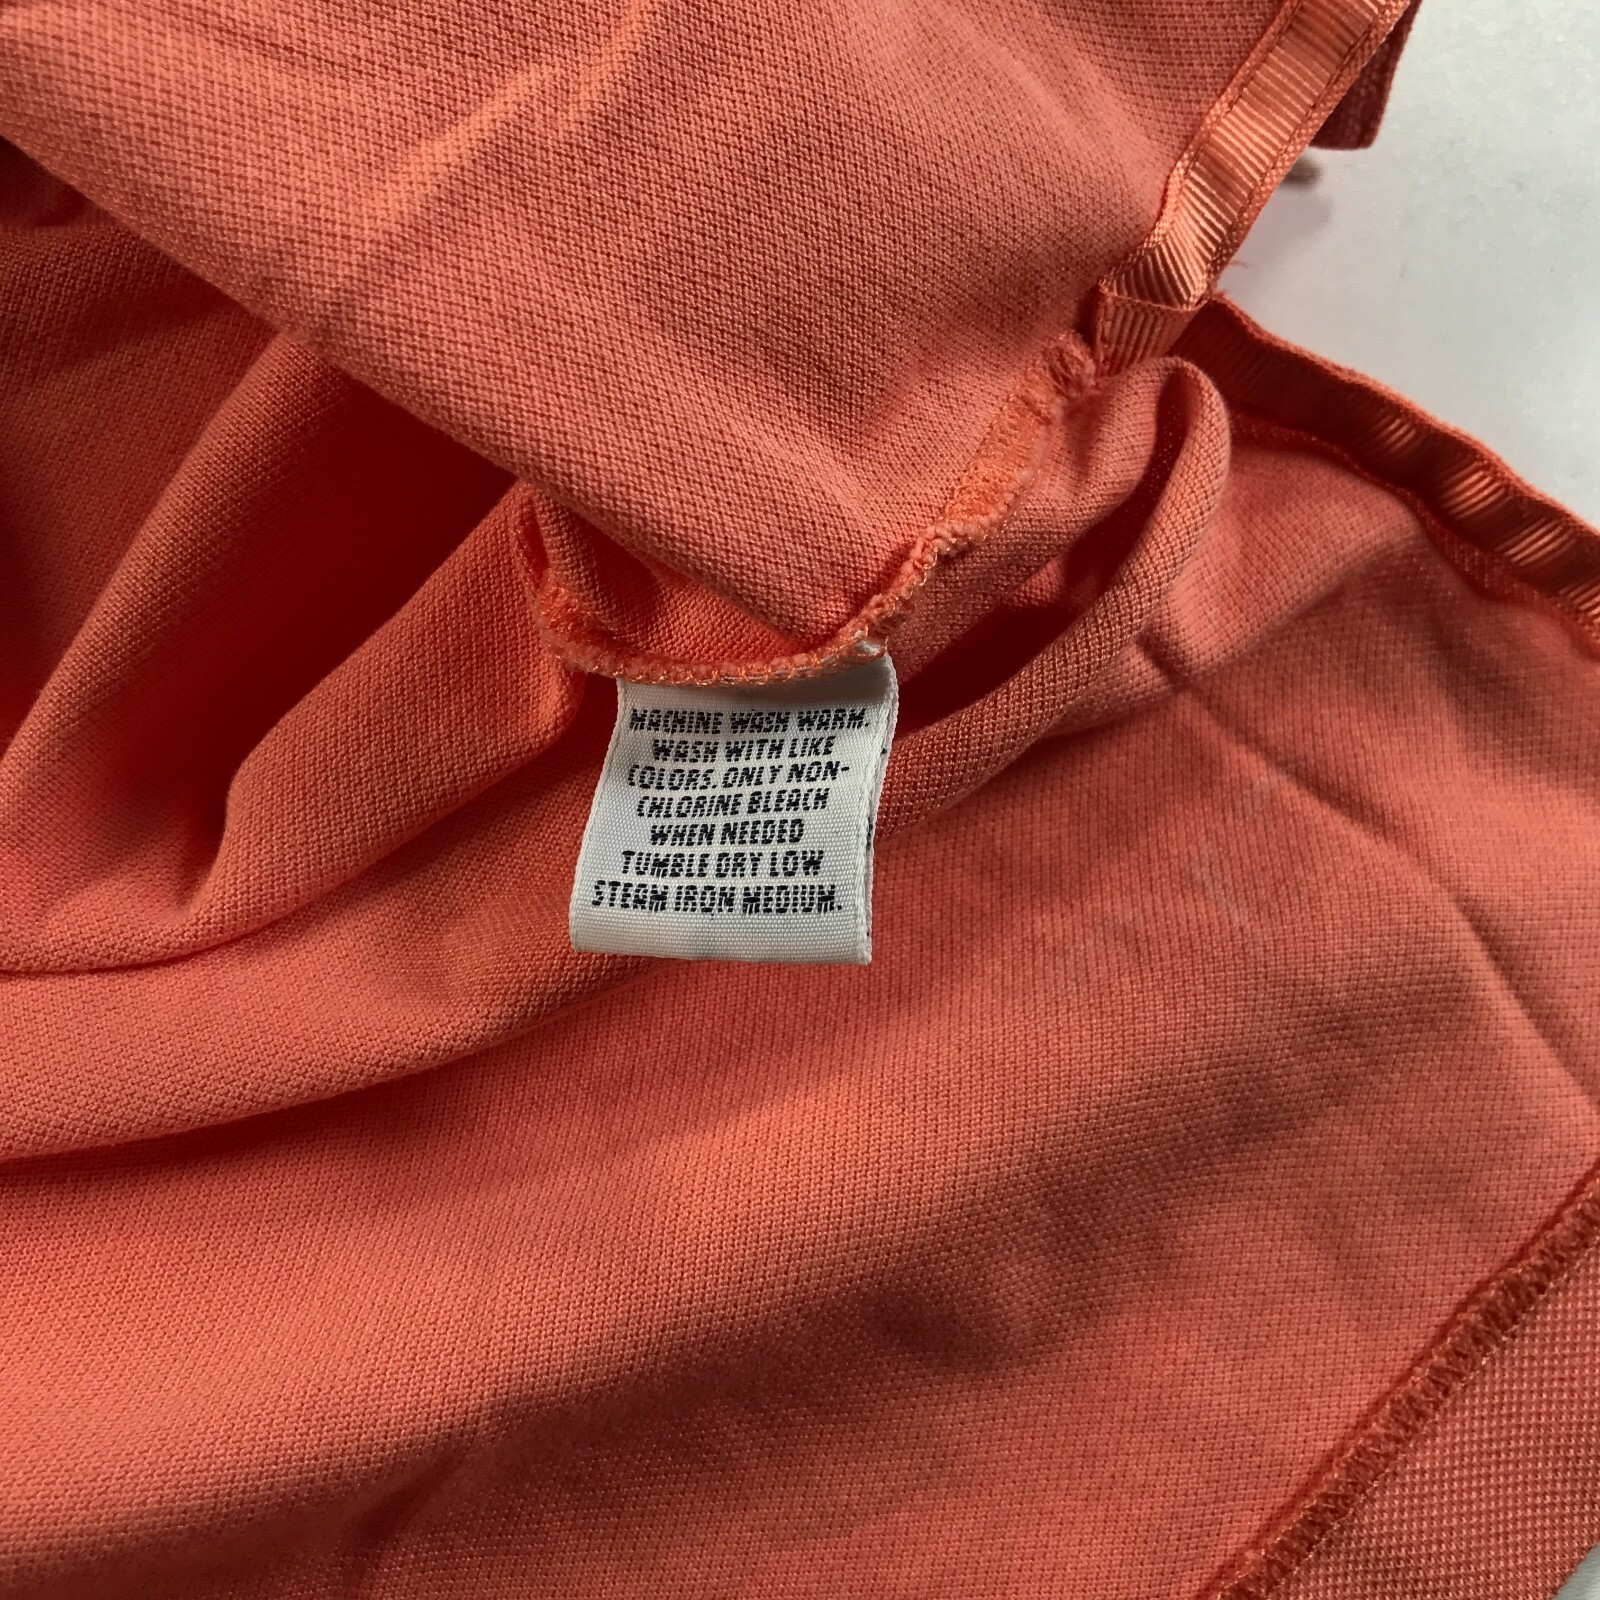 MACHINE WASH WARM.
WASH WITH LIKE
COLORS. ONLY NON-
CHLORINE BLEACH
WHEN NEEDED
TUMBLE DRY LOW
STEAM IRON MEDIUM.